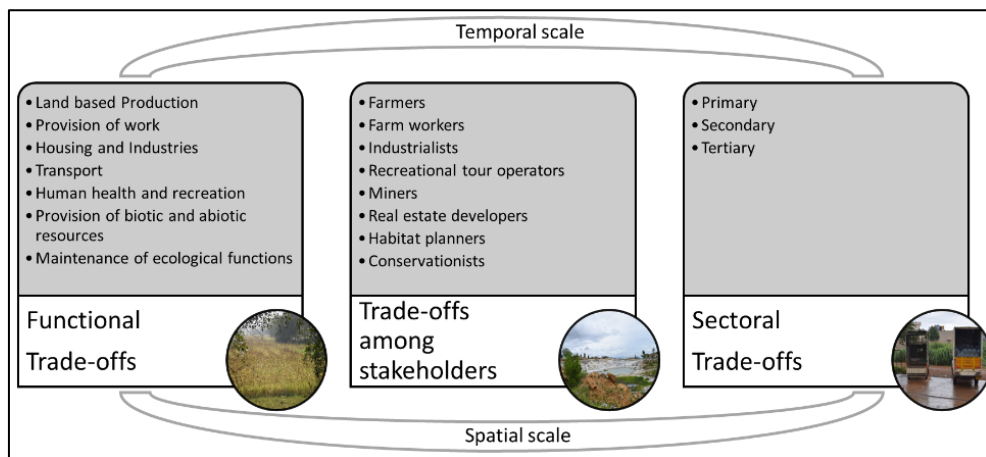 Temporal scale
• Land based Production
• Provision of work
• Housing and Industries
• Transport
• Human health and recreation
• Provision of biotic and abiotic
resources
• Maintenance of ecological functions
Functional
Trade-offs
• Farmers
• Farm workers
• Industrialists
• Recreational tour operators
• Miners
• Real estate developers
• Habitat planners
• Conservationists
Trade-offs
among
stakeholders
• Primary
• Secondary
• Tertiary
Sectoral
Trade-offs
Spatial scale